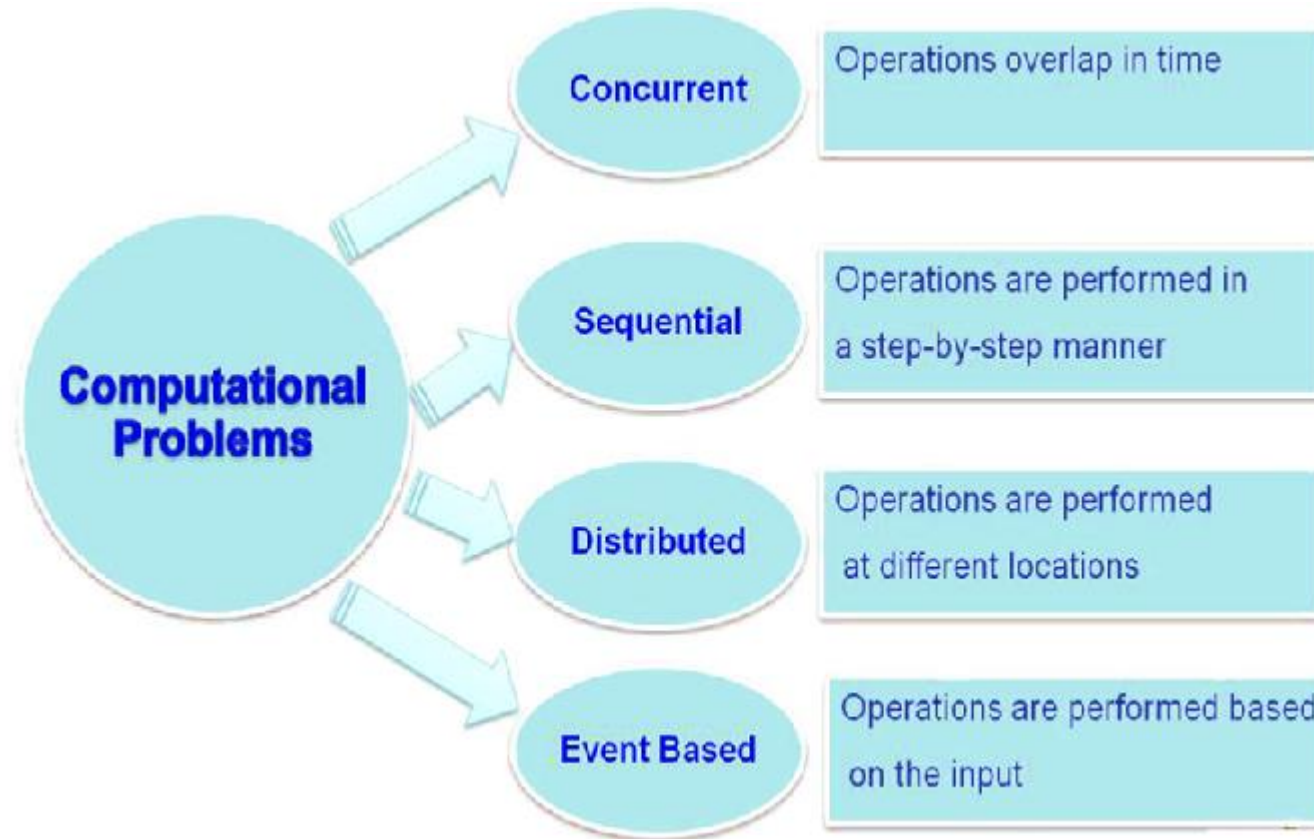 Computational
Problems
Concurrent
Operations overlap in time
Sequential
Operations are performed in
a step-by-step manner
Distributed
Operations are performed
at different locations
Event Based
Operations are performed based
on the input